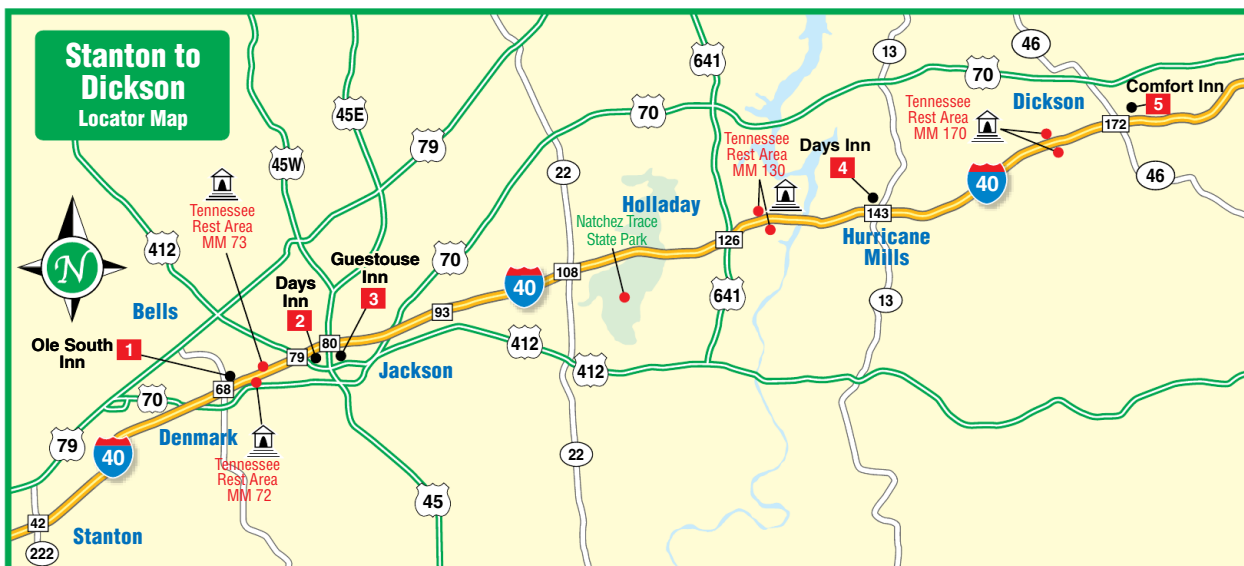 Stanton to
Dickson
Locator Map
641
13
46
70
Comfort Inn
5
Dickson
Tennessee
Rest Area
MM 170
172
46
45E
70
79
45W
22
Tennessee
Rest Area
MM 130
Days Inn
4
40
143
Hurricane
Mills
Holladay
Natchez Trace
State Park
126
Tennessee
Rest Area
MM 73
412
N
70
Guestouse
Inn
3
Days
Inn
2
108
40
93
641
13
Bells
Ole South
Inn
1
80
79
412
412
Jackson
68
70
Denmark
79
40
Tennessee
Rest Area
MM 72
22
45
42
Stanton
222